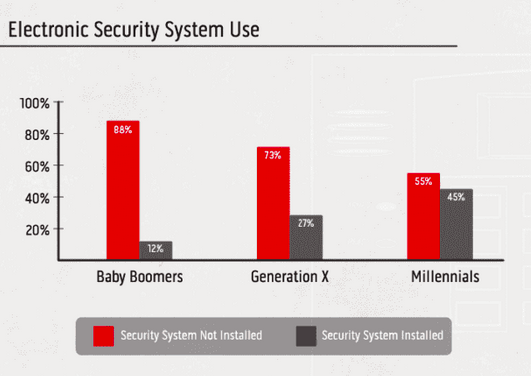 Electronic Security System Use
100%
80%
60%
40%
20%
88%
12%
73%
27%
55%
45%
Baby Boomers
Generation X
Millennials
Security System Not Installed
Security System Installed